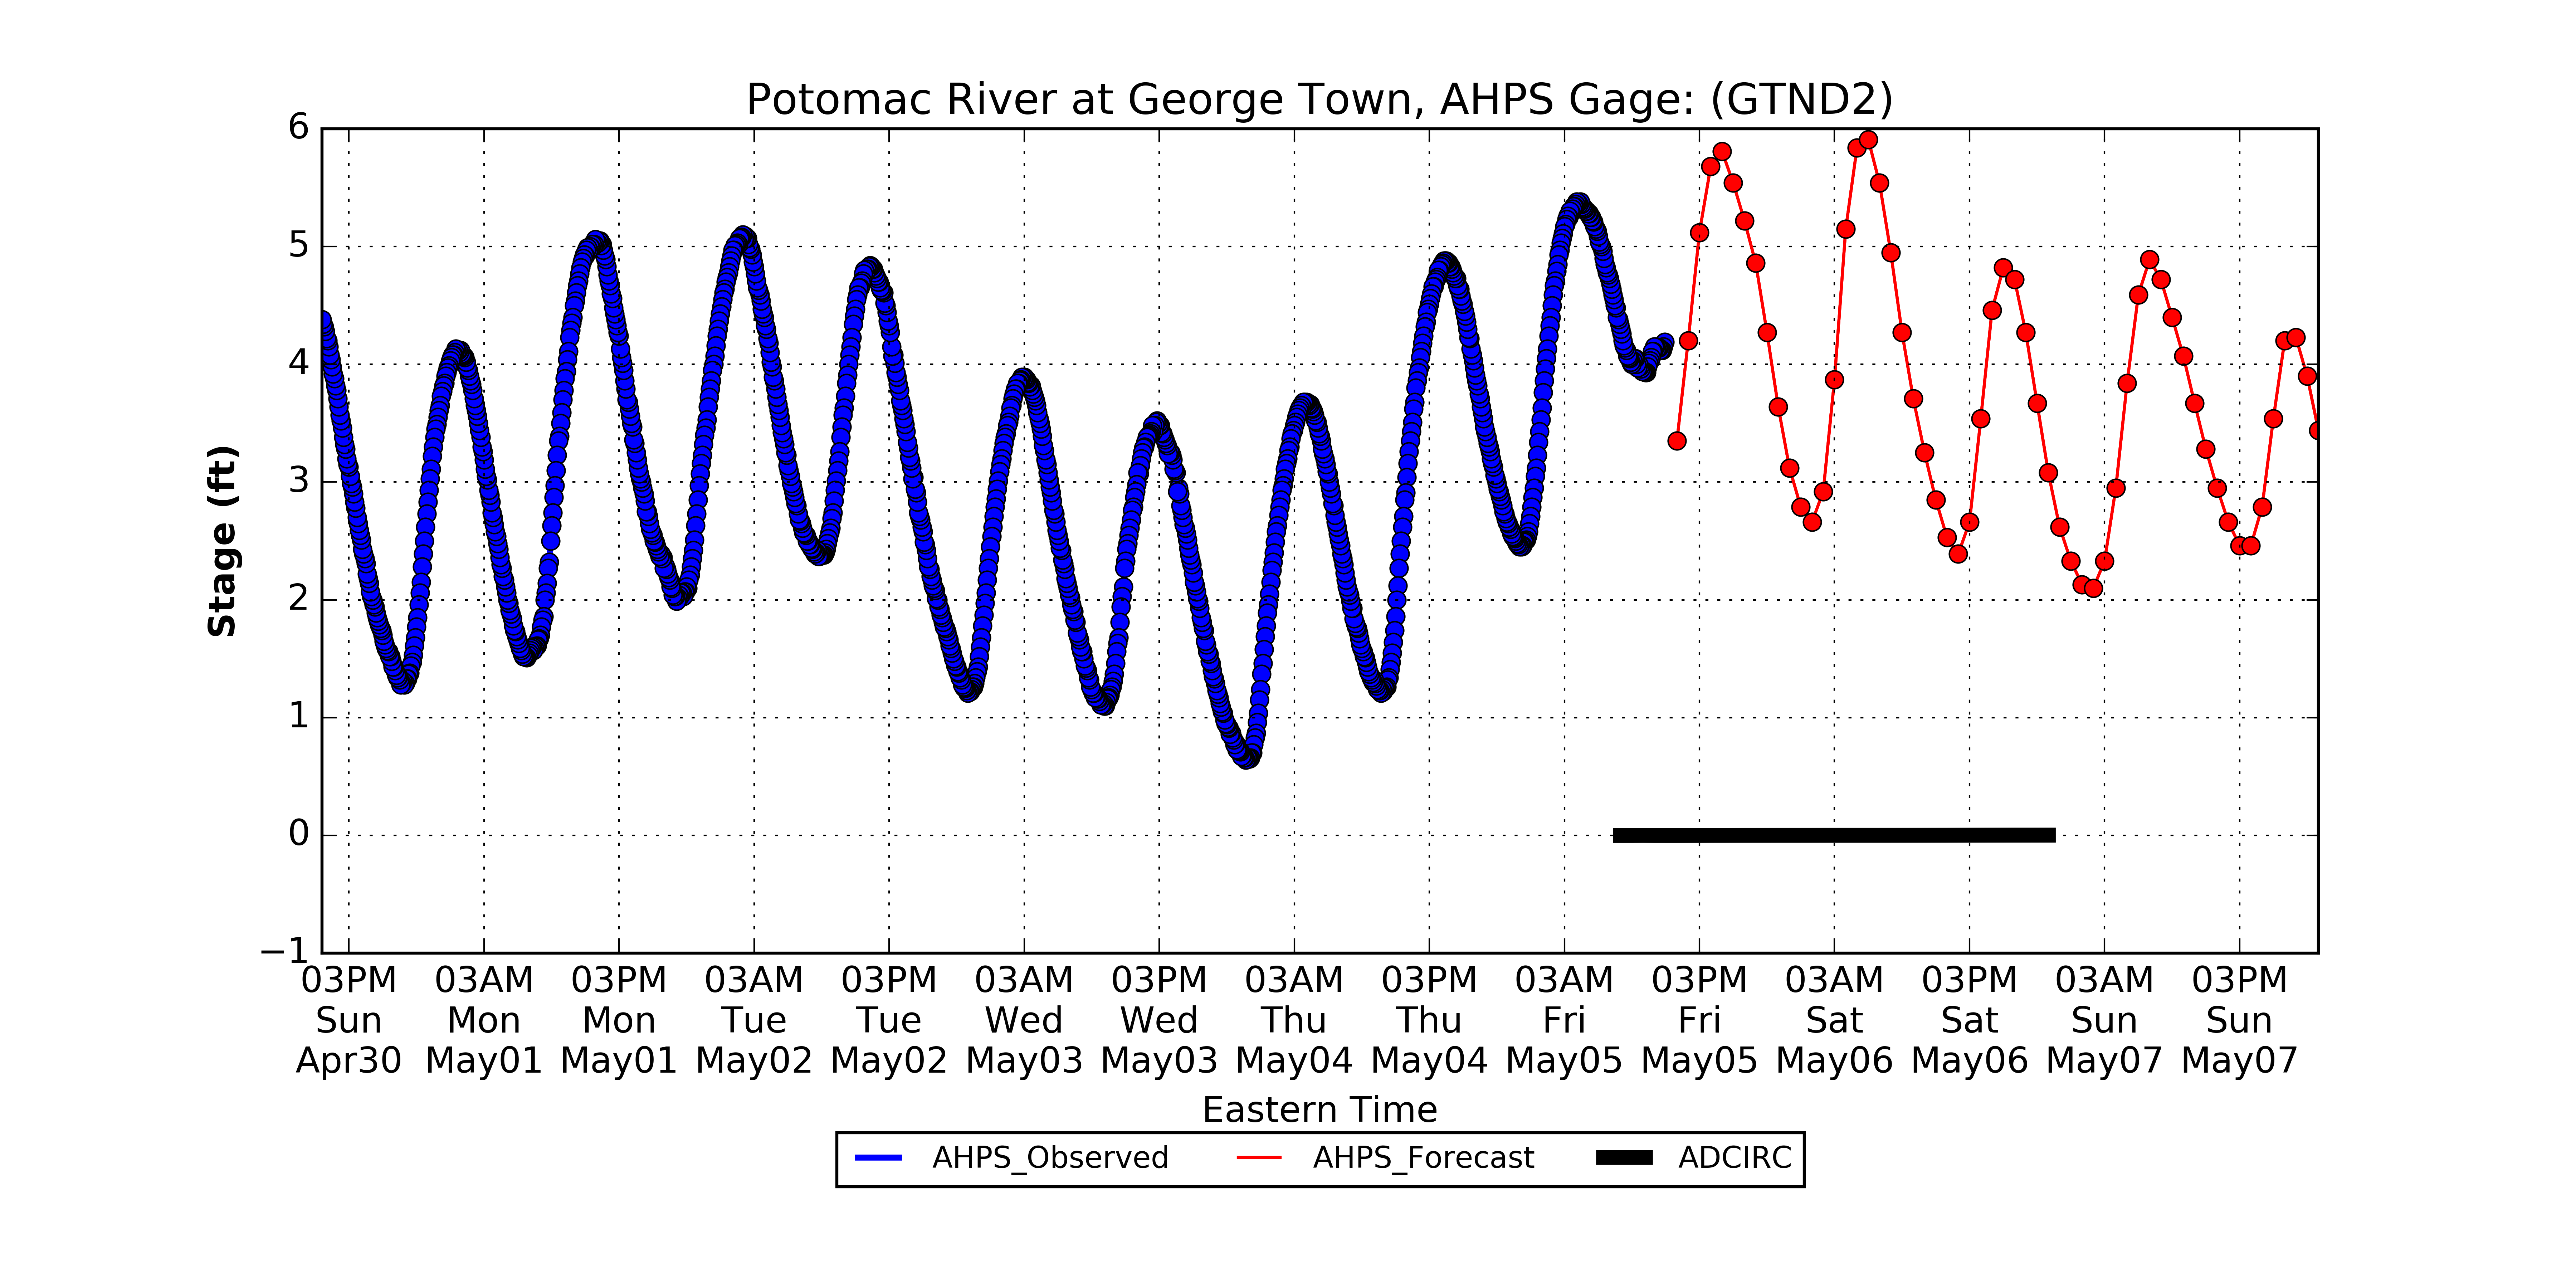 Potomac River at George Town, AHPS Gage: (GTND2)
6
5
4
3
2
1
0
−1
Stage (ft)
03PM 03AM 03PM 03AM 03PM 03AM 03PM 03AM 03PM 03AM 03PM 03AM 03PM 03AM 03PM
Sun Mon Mon Tue Tue Wed Wed Thu Thu Fri Fri Sat Sat Sun Sun
Apr30 May01 May01 May02 May02 May03 May03 May04 May04 May05 May05 May06 May06 May07 May07
Eastern Time
AHPS_Observed AHPS_Forecast ADCIRC